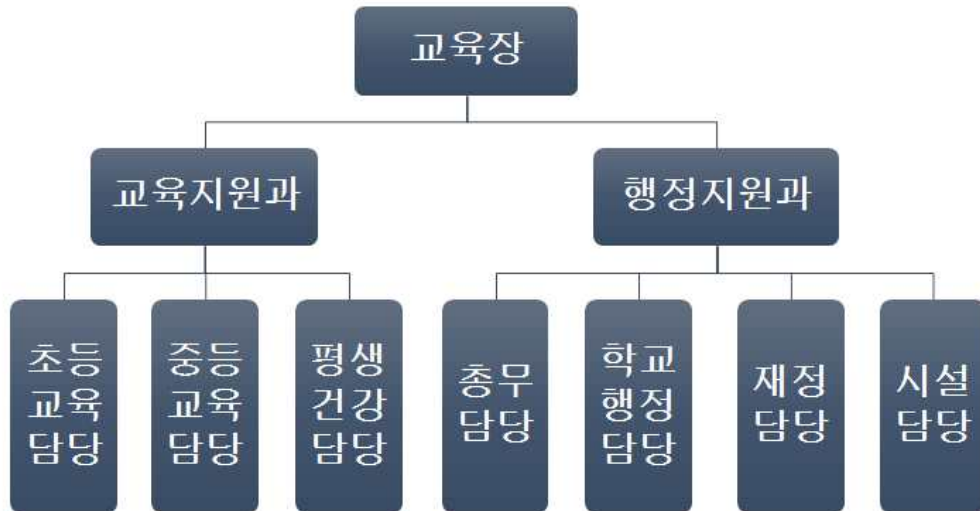 교육장
교육지원과
행정지원과
초등
교육
담당
중등
교육
담당
평생
건강
담당
총무
담당
학교
행정
담당
재정
담당
시설
담당